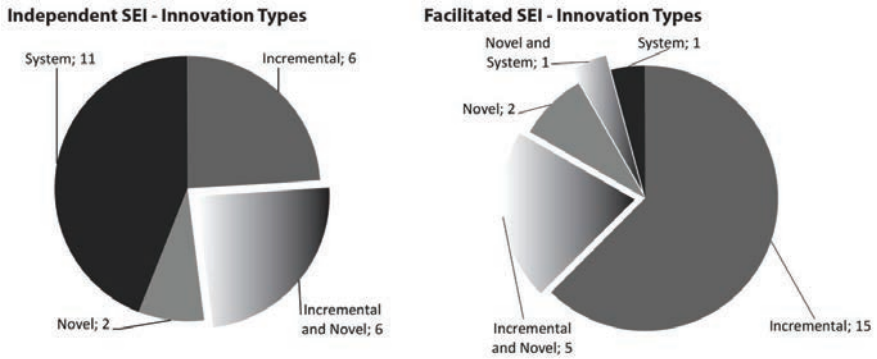 Independent SEI - Innovation Types
System; 11
Incremental; 6
Novel; 2
Incremental
and Novel; 6
Facilitated SEI - Innovation Types
Novel and
System; 1
System; 1
Novel; 2
Incremental
and Novel; 5
Incremental; 15